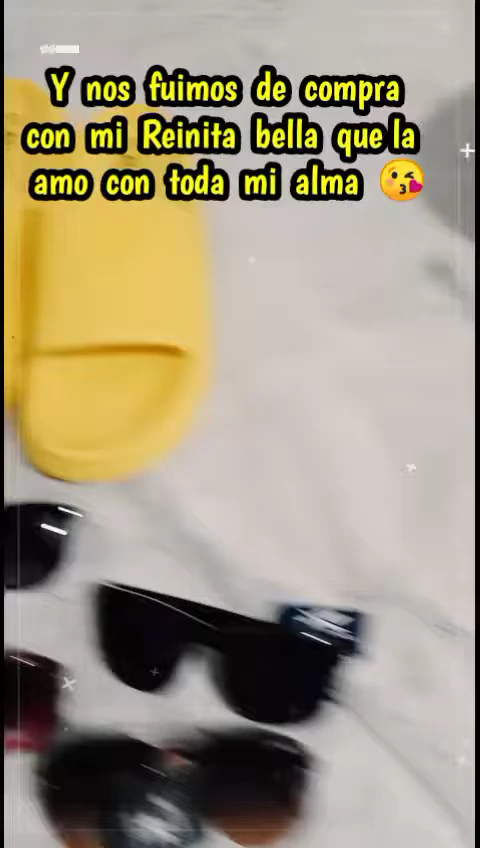 Y nos fuimos de compra
con mi Reinita bella que la
amo con toda mi alma 😘